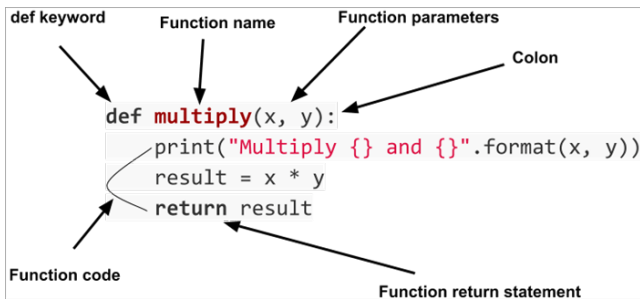 def keyword
Function name
Function parameters
Colon
def multiply(x, y):
    print("Multiply {} and {}".format(x, y))
    result = x * y
    return result
Function code
Function return statement